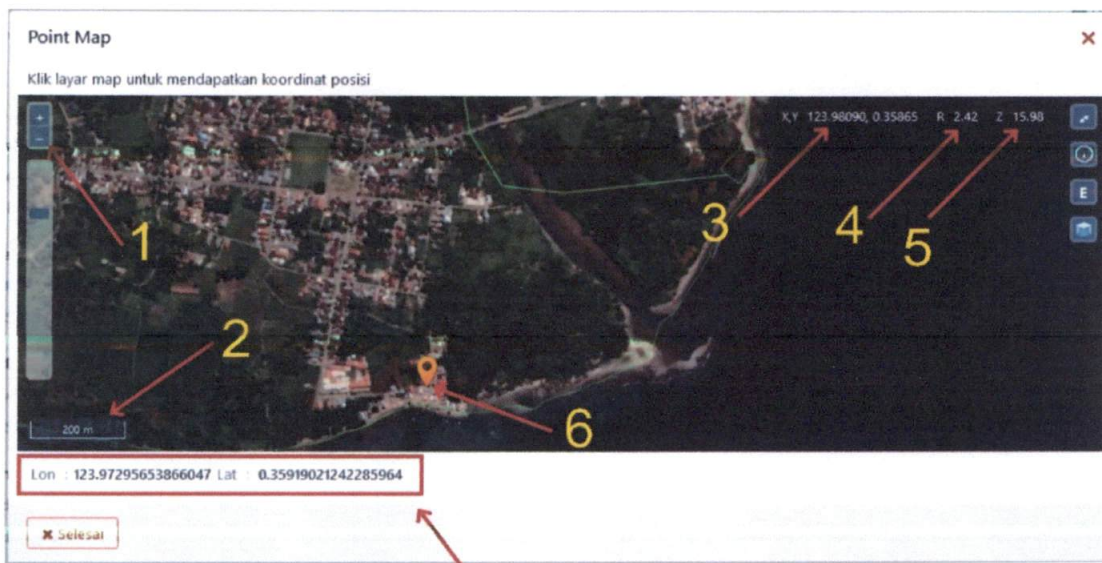 Point Map
Klik layar map untuk mendapatkan koordinat posisi
+
X,Y 123.98090, 0.35865 R 2.42 Z 15.98
-
E
1
3
4
5
2
6
200 m
Lon : 123.97295653866047 Lat : 0.35919021242285964
✖ Selesai